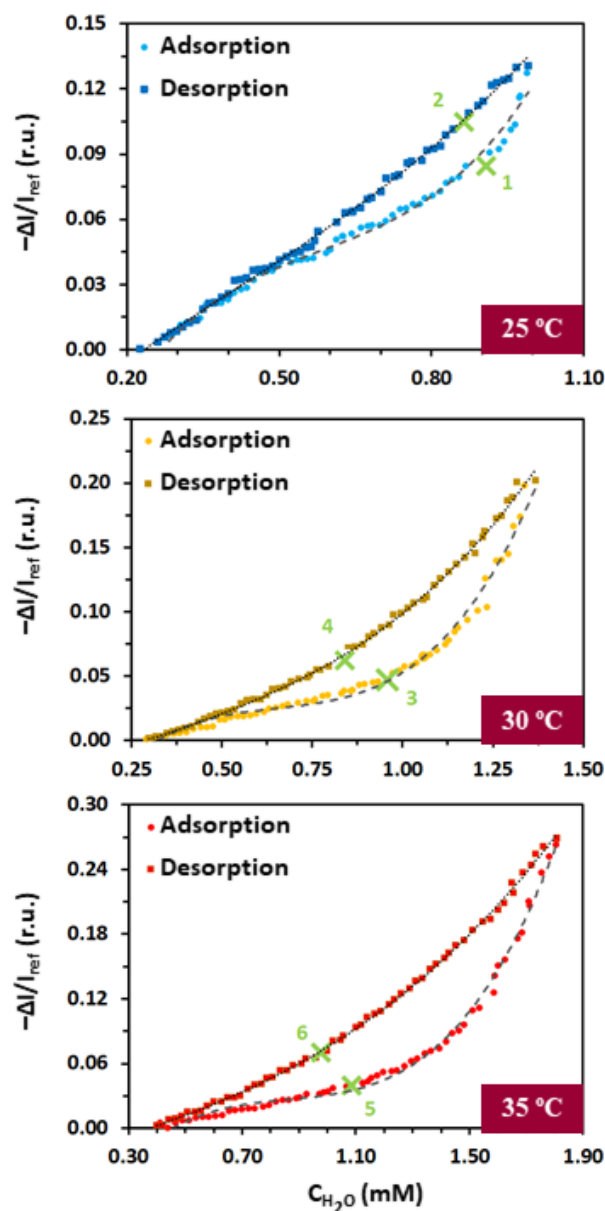 −ΔI/I_ref (r.u.)
0.15
0.12
0.09
0.06
0.03
0.00
Adsorption
Desorption
2
1
25 ºC
0.20 0.50 0.80 1.10
−ΔI/I_ref (r.u.)
0.25
0.20
0.15
0.10
0.05
0.00
Adsorption
Desorption
4
3
30 ºC
0.25 0.50 0.75 1.00 1.25 1.50
−ΔI/I_ref (r.u.)
0.30
0.24
0.18
0.12
0.06
0.00
Adsorption
Desorption
6
5
35 ºC
0.30 0.70 1.10 1.50 1.90
C_H₂O (mM)